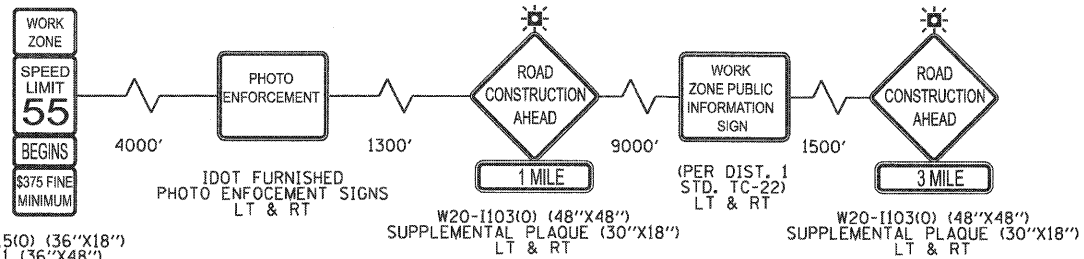 WORK
ZONE
SPEED
LIMIT
55
BEGINS
$375 FINE
MINIMUM
4000'
PHOTO
ENFORCEMENT
IDOT FURNISHED
PHOTO ENFOCEMENT SIGNS
LT & RT
1300'
ROAD
CONSTRUCTION
AHEAD
1 MILE
W20-I103(O) (48"X48")
SUPPLEMENTAL PLAQUE (30"X18")
LT & RT
9000'
WORK
ZONE PUBLIC
INFORMATION
SIGN
(PER DIST. 1
STD. TC-22)
LT & RT
1500'
ROAD
CONSTRUCTION
AHEAD
3 MILE
W20-I103(O) (48"X48")
SUPPLEMENTAL PLAQUE (30"X18")
LT & RT
5(O) (36"X18")
1 (36"X48")